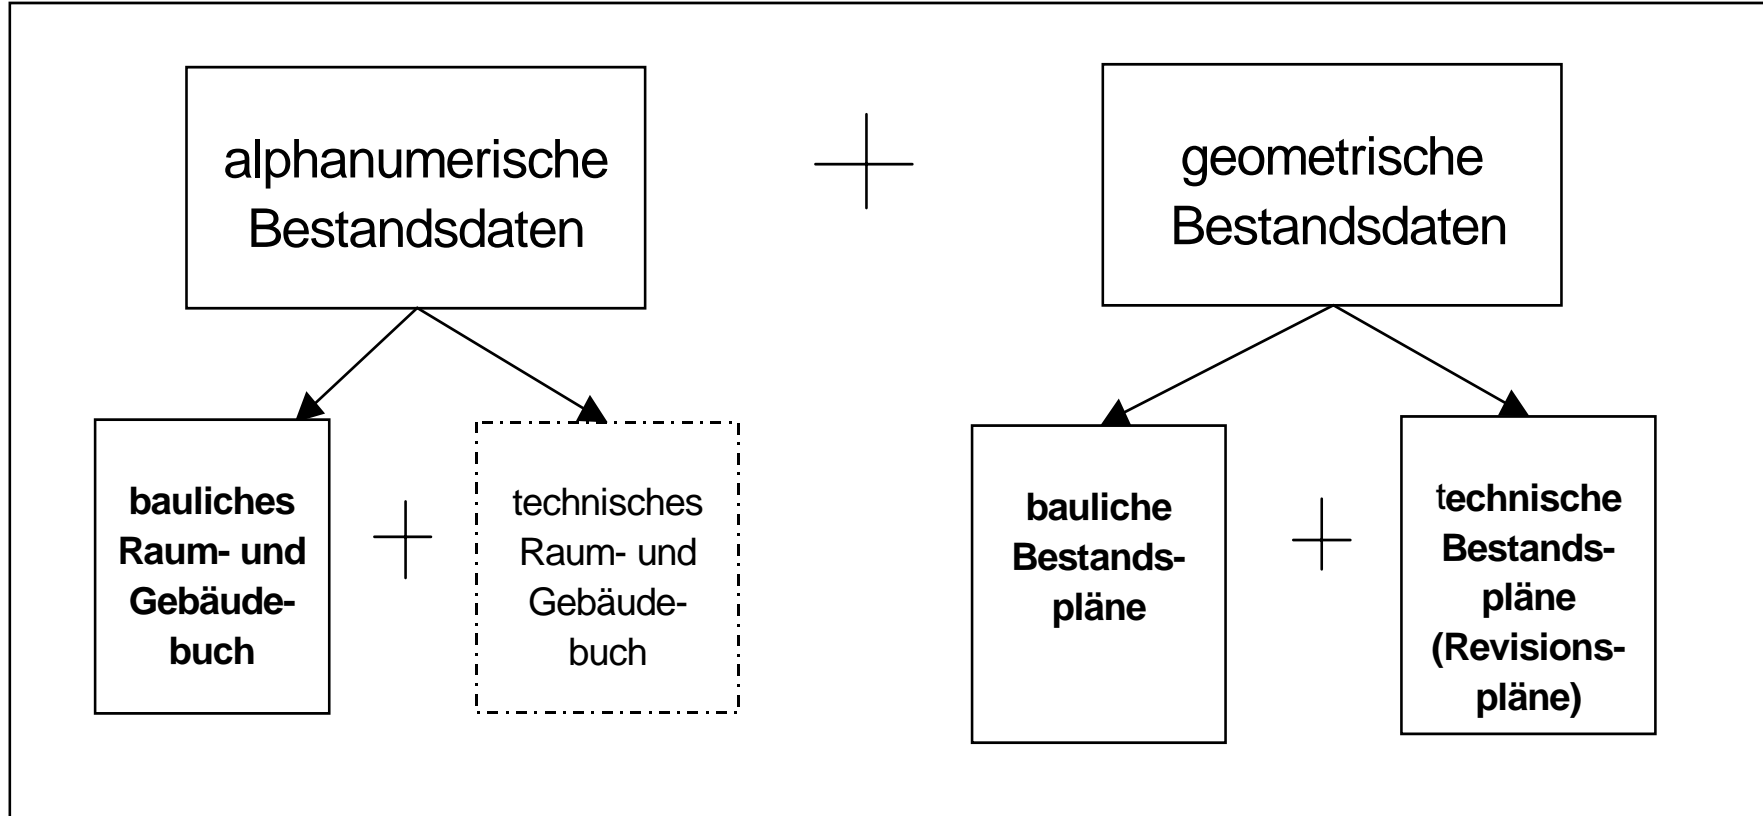 alphanumerische
Bestandsdaten
geometrische
Bestandsdaten
bauliches
Raum- und
Gebäude-
buch
technisches
Raum- und
Gebäude-
buch
bauliche
Bestands-
pläne
technische
Bestands-
pläne
(Revisions-
pläne)